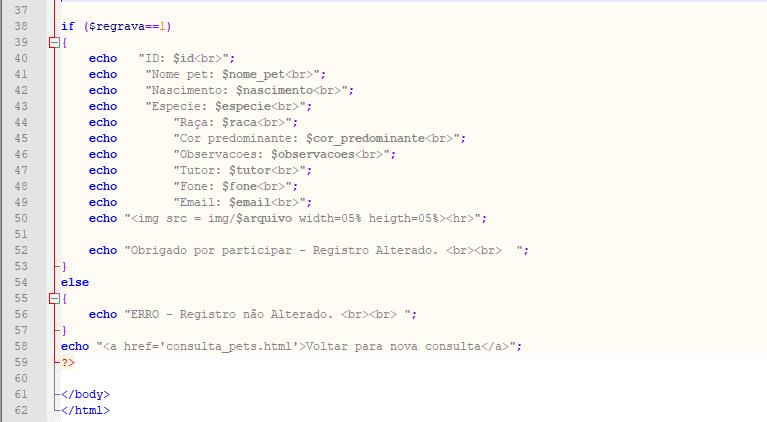 37
38 if ($regrava==1)
39 {
40 echo "ID: $id<br>";
41 echo "Nome pet: $nome_pet<br>";
42 echo "Nascimento: $nascimento<br>";
43 echo "Especie: $especie<br>";
44 echo "Raça: $raca<br>";
45 echo "Cor predominante: $cor_predominante<br>";
46 echo "Observacoes: $observacoes<br>";
47 echo "Tutor: $tutor<br>";
48 echo "Fone: $fone<br>";
49 echo "Email: $email<br>";
50 echo "<img src = img/$arquivo width=05% heigth=05%><hr>";
51
52 echo "Obrigado por participar - Registro Alterado. <br><br> ";
53 }
54 else
55 {
56 echo "ERRO - Registro não Alterado. <br><br> ";
57 }
58 echo "<a href='consulta_pets.html'>Voltar para nova consulta</a>";
59 ?>
60
61 </body>
62 </html>